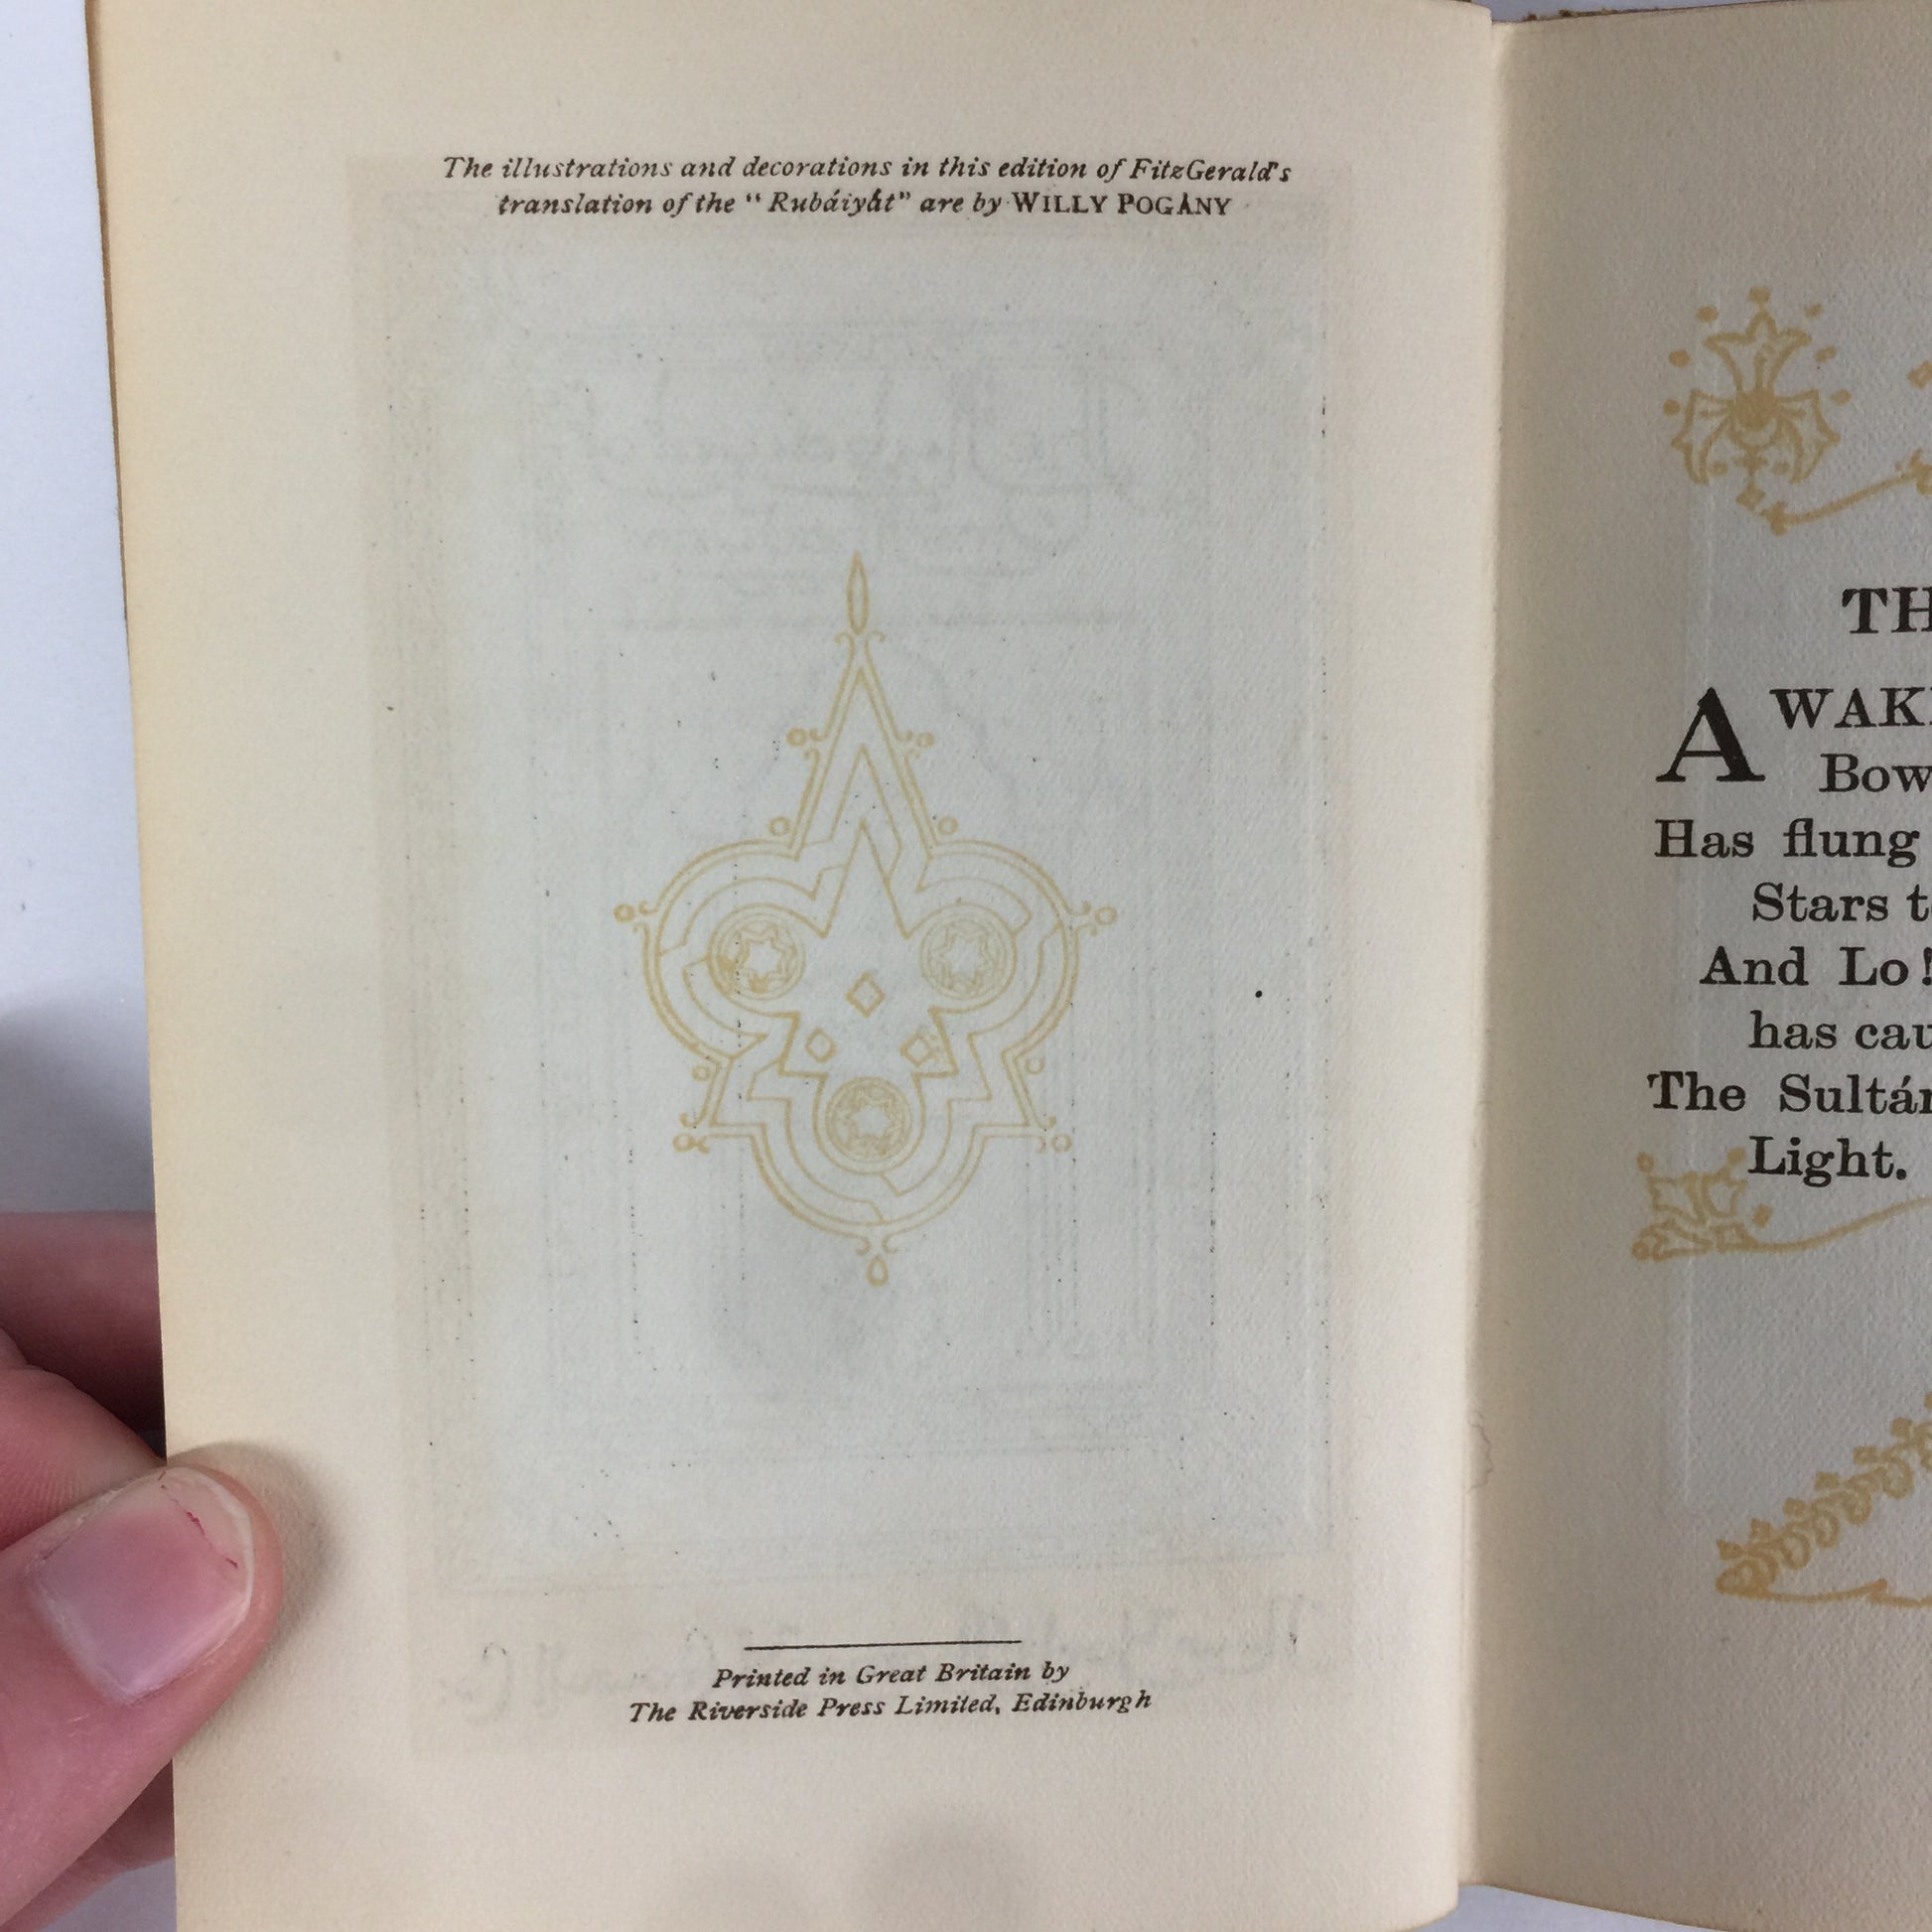 The illustrations and decorations in this edition of FitzGerald's
translation of the "Rubáiyát" are by WILLY POGÁNY
Printed in Great Britain by
The Riverside Press Limited, Edinburgh
TH
AWAK
Bow
Has flung
Stars t
And Lo!
has cau
The Sultán
Light.